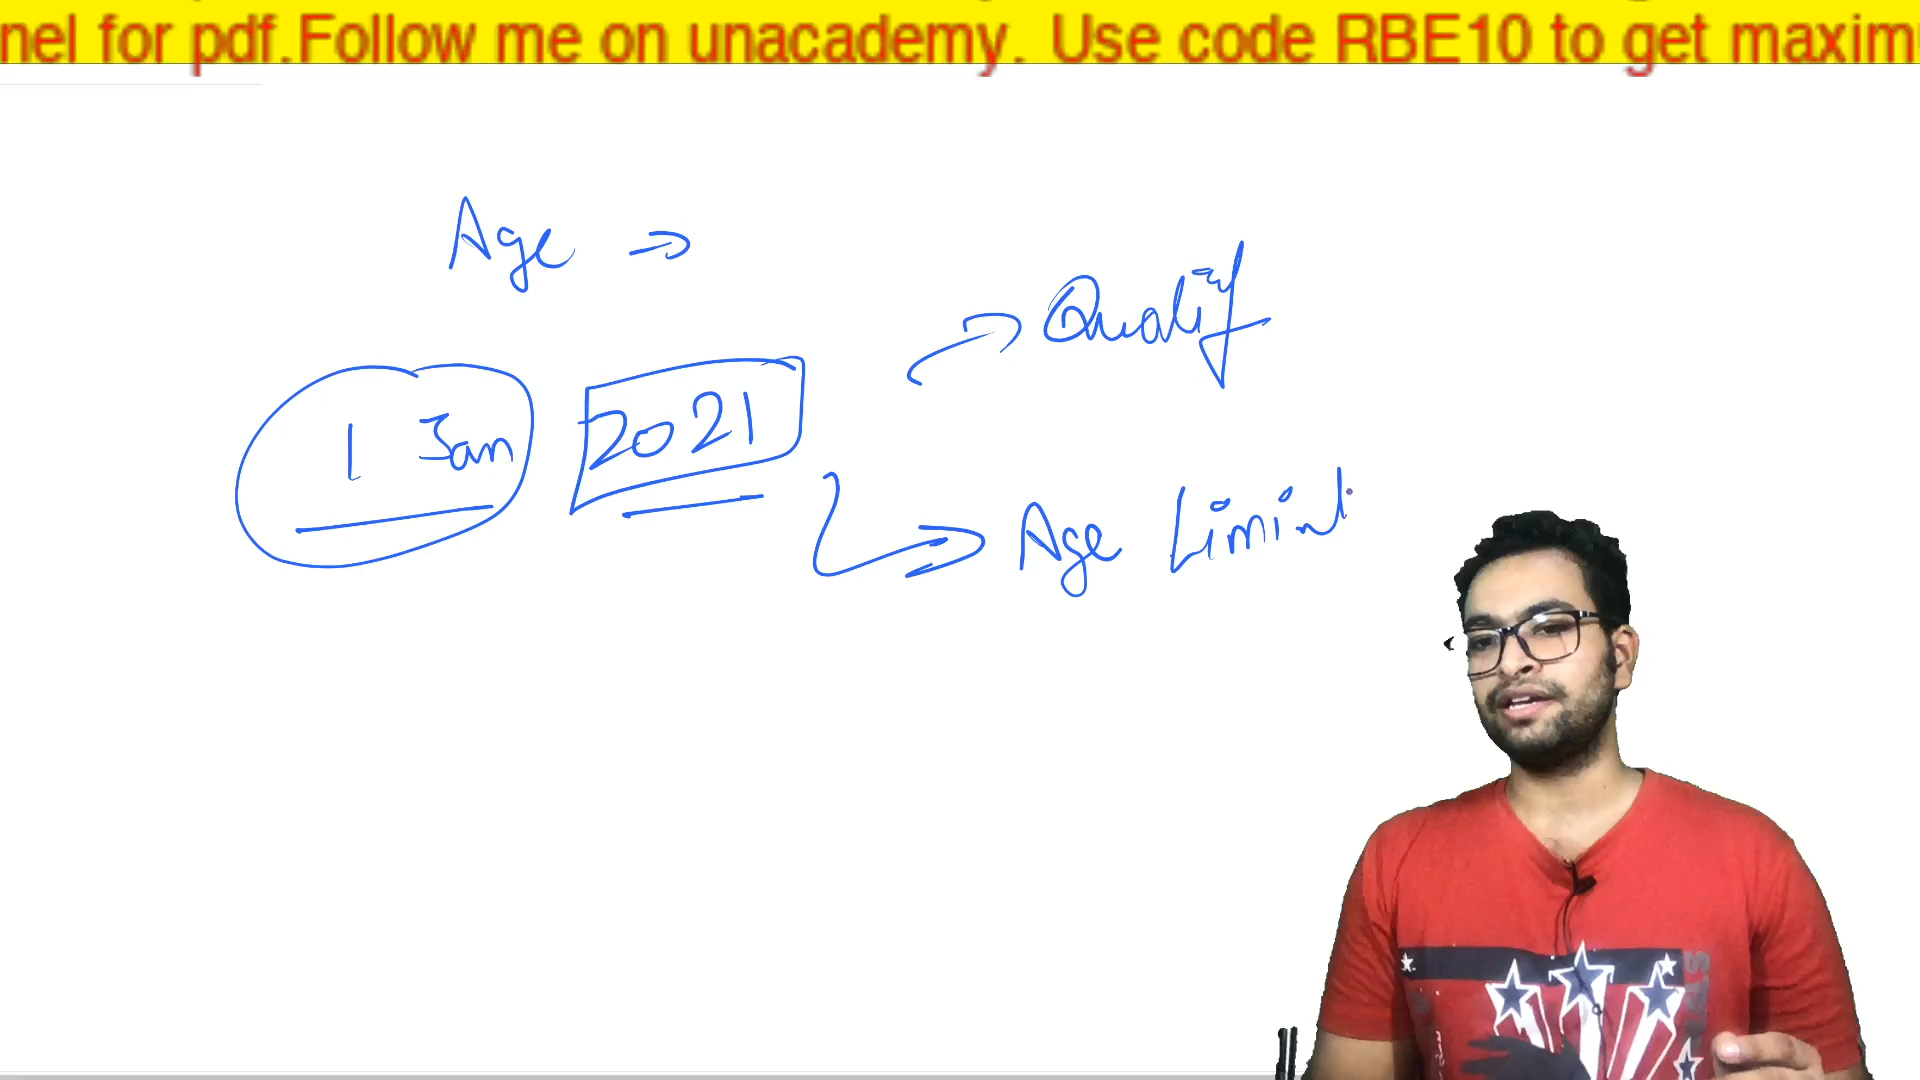 nel for pdf.Follow me on unacademy. Use code RBE10 to get maxim
Age →
→ Qualif
1 Jan 2021
→ Age Limint